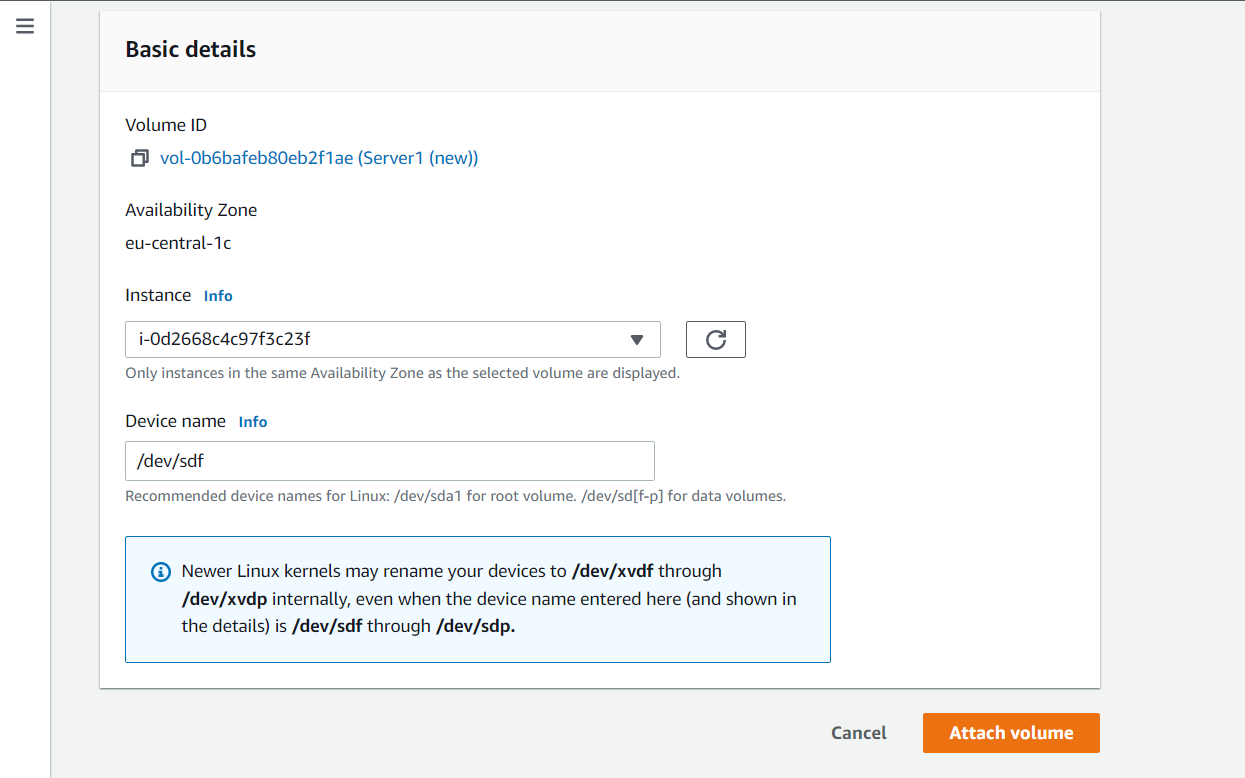 Basic details
Volume ID
vol-0b6bafeb80eb2f1ae (Server1 (new))
Availability Zone
eu-central-1c
Instance Info
i-0d2668c4c97f3c23f
Only instances in the same Availability Zone as the selected volume are displayed.
Device name Info
/dev/sdf
Recommended device names for Linux: /dev/sda1 for root volume. /dev/sd[f-p] for data volumes.
Newer Linux kernels may rename your devices to /dev/xvdf through
/dev/xvdp internally, even when the device name entered here (and shown in
the details) is /dev/sdf through /dev/sdp.
Cancel Attach volume